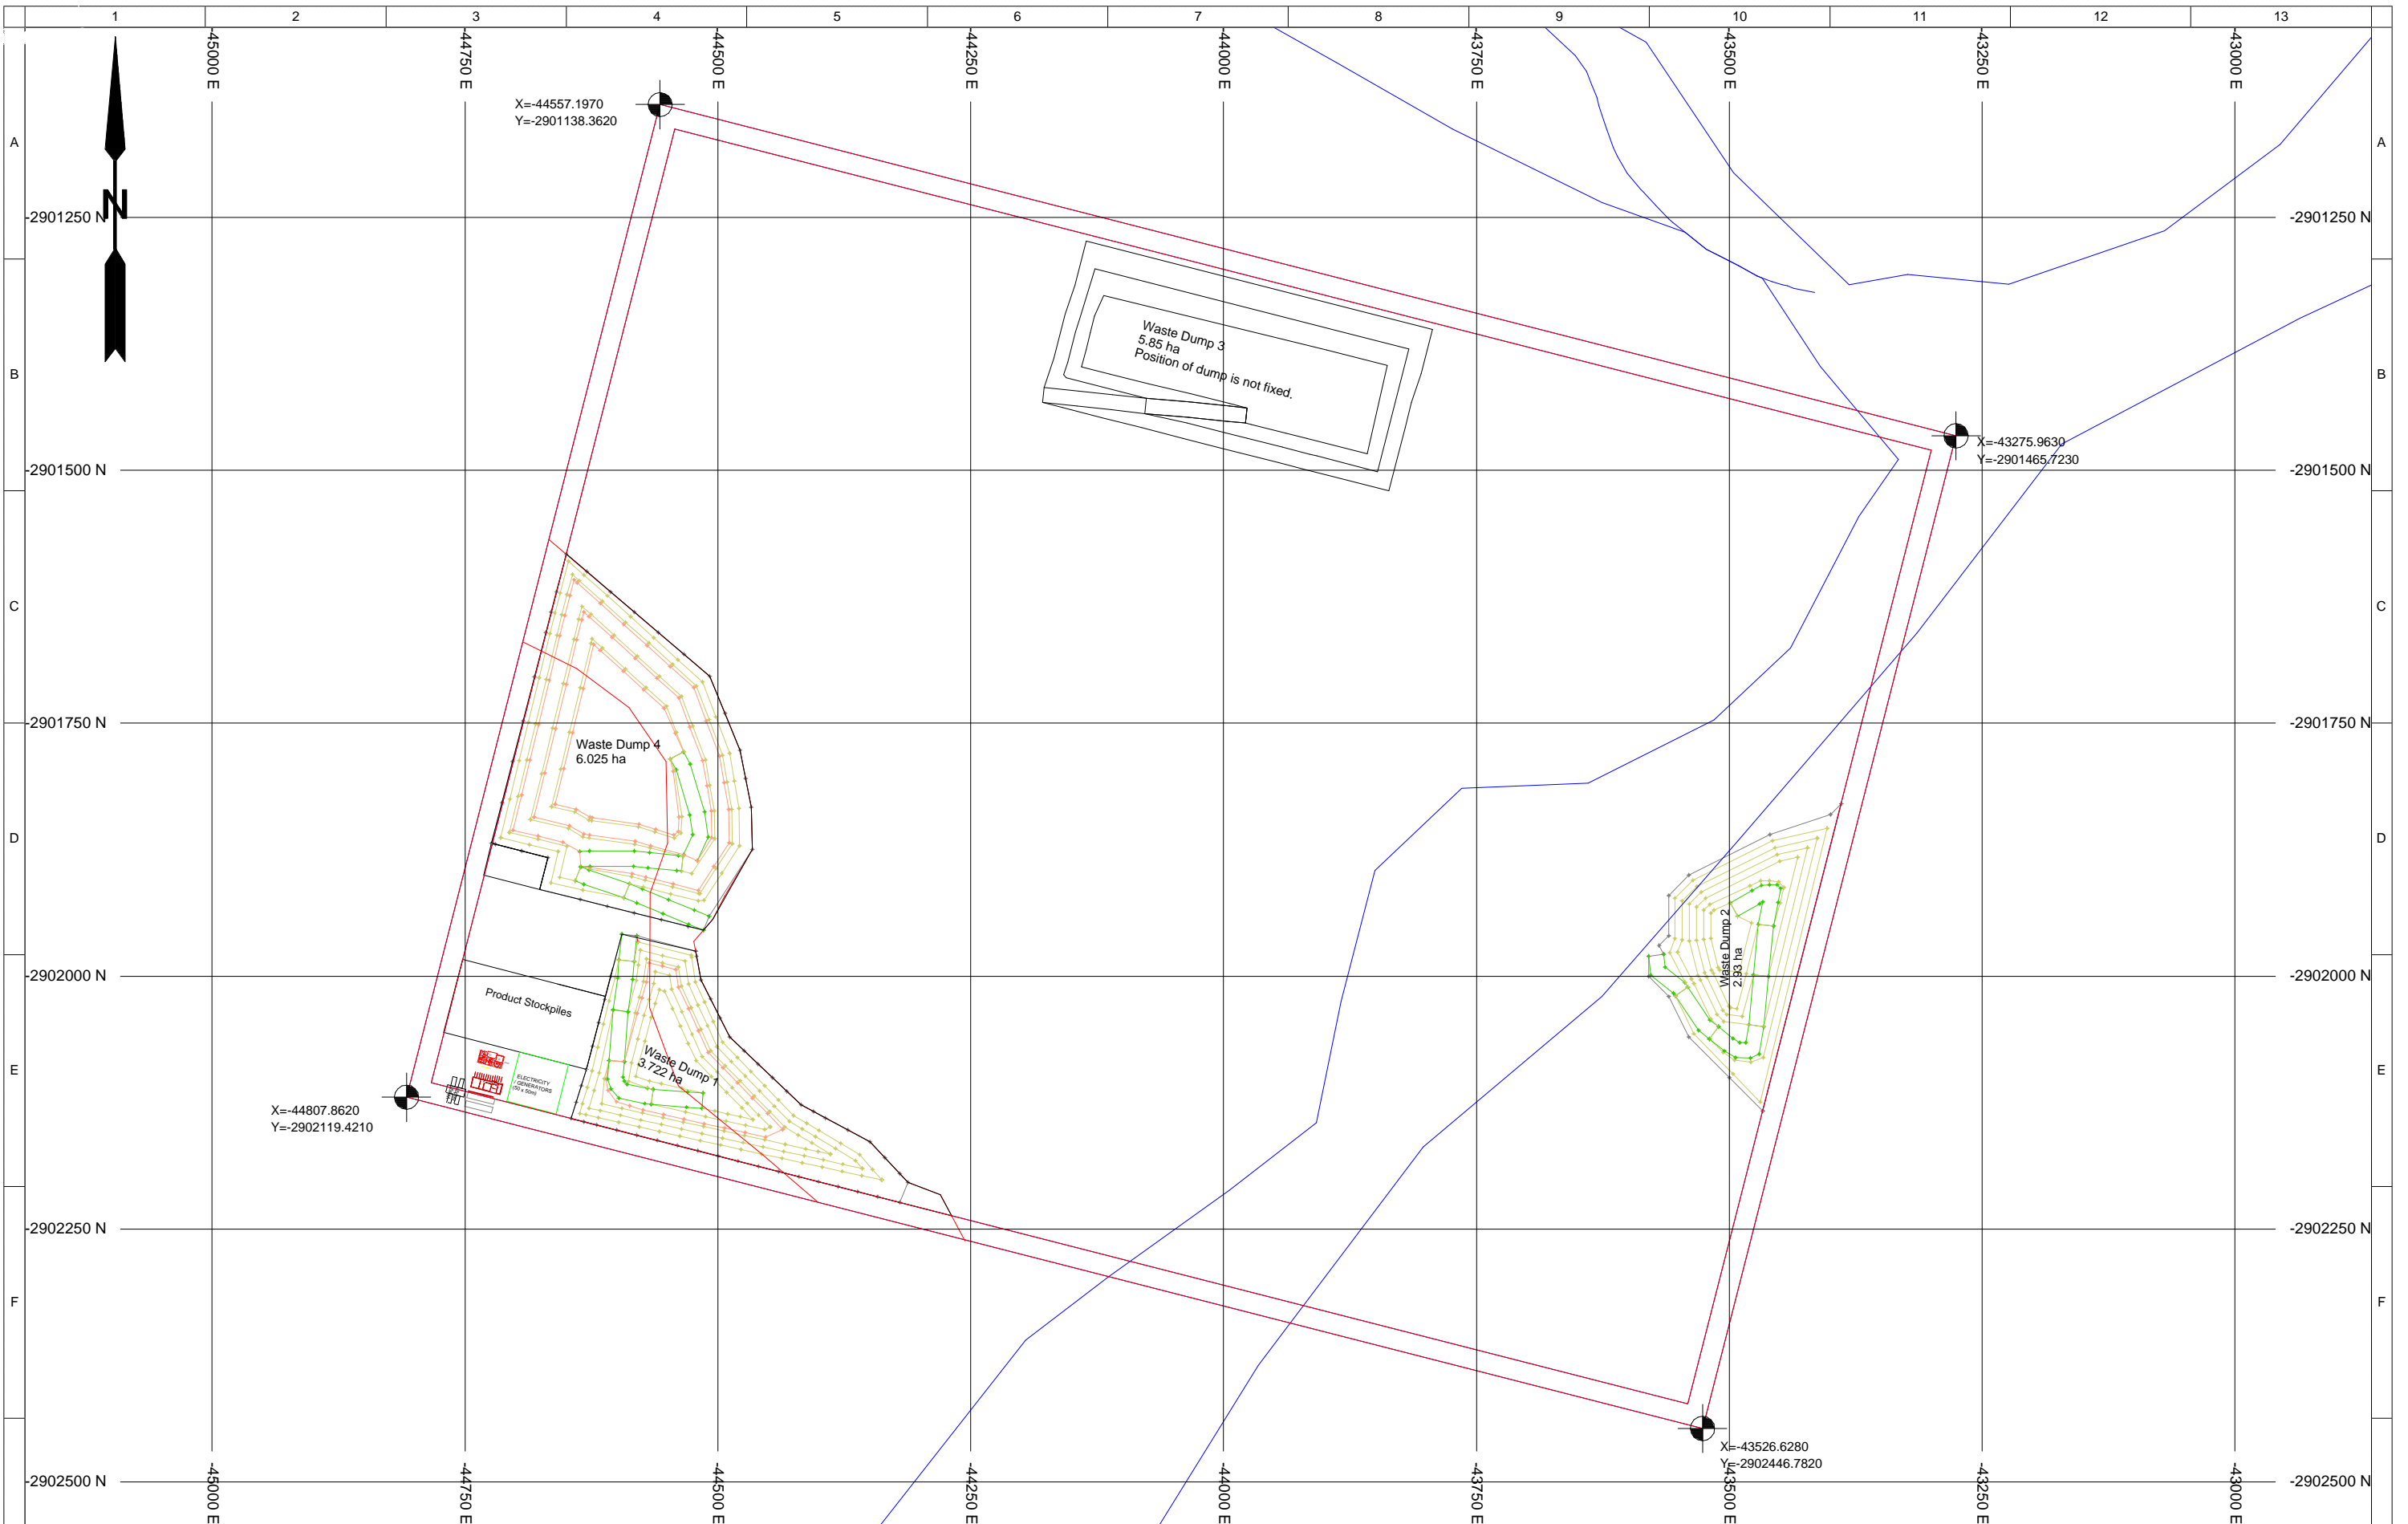 1 2 3 4 5 6 7 8 9 10 11 12 13
-45000 E -44750 E -44500 E -44250 E -44000 E -43750 E -43500 E -43250 E -43000 E
N
X=-44557.1970
Y=-2901138.3620
A A
-2901250 N -2901250 N
Waste Dump 3
5.85 ha
Position of dump is not fixed.
B B
X=-43275.9630
Y=-2901465.7230
-2901500 N -2901500 N
C C
-2901750 N -2901750 N
Waste Dump 4
6.025 ha
D D
Waste Dump 2
2.93 ha
-2902000 N -2902000 N
Product Stockpiles
Waste Dump 1
3.722 ha
E E
ELECTRICITY
/ GENERATORS
(50 x 50m)
X=-44807.8620
Y=-2902119.4210
-2902250 N -2902250 N
F F
X=-43526.6280
Y=-2902446.7820
-2902500 N -2902500 N
-45000 E -44750 E -44500 E -44250 E -44000 E -43750 E -43500 E -43250 E -43000 E